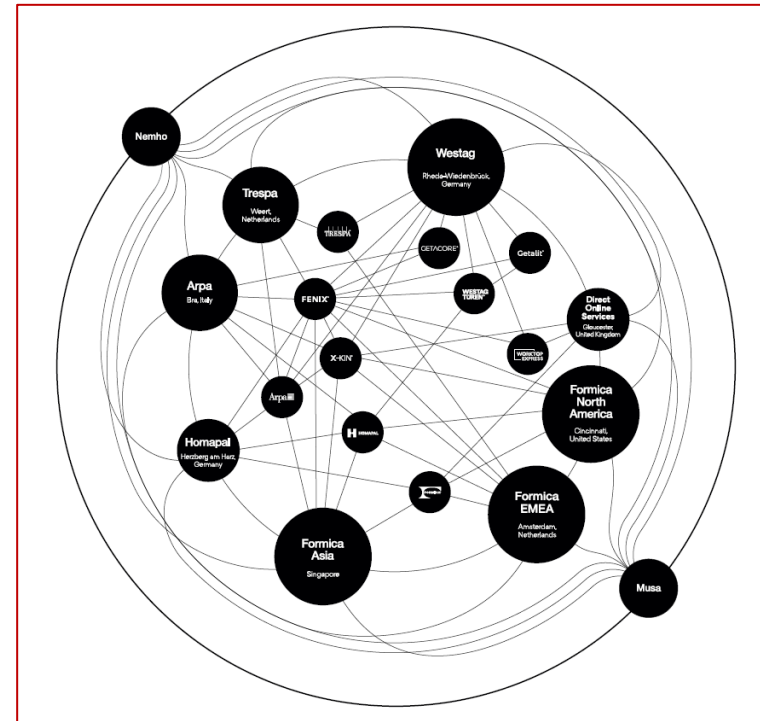 Nemho
Westag
Rheda-Wiedenbrück,
Germany
Trespa
Weert,
Netherlands
TRESPA
GETACORE®
Getalit®
Arpa
Bra, Italy
FENIX®
WESTAG
TÜREN®
Direct
Online
Services
Gloucester,
United Kingdom
X-KIN®
WORKTOP
EXPRESS
Arpa
Formica
North
America
Cincinnati,
United States
Homapal
Herzberg am Harz,
Germany
H HOMAPAL
FORMICA
Formica
EMEA
Amsterdam,
Netherlands
Formica
Asia
Singapore
Musa